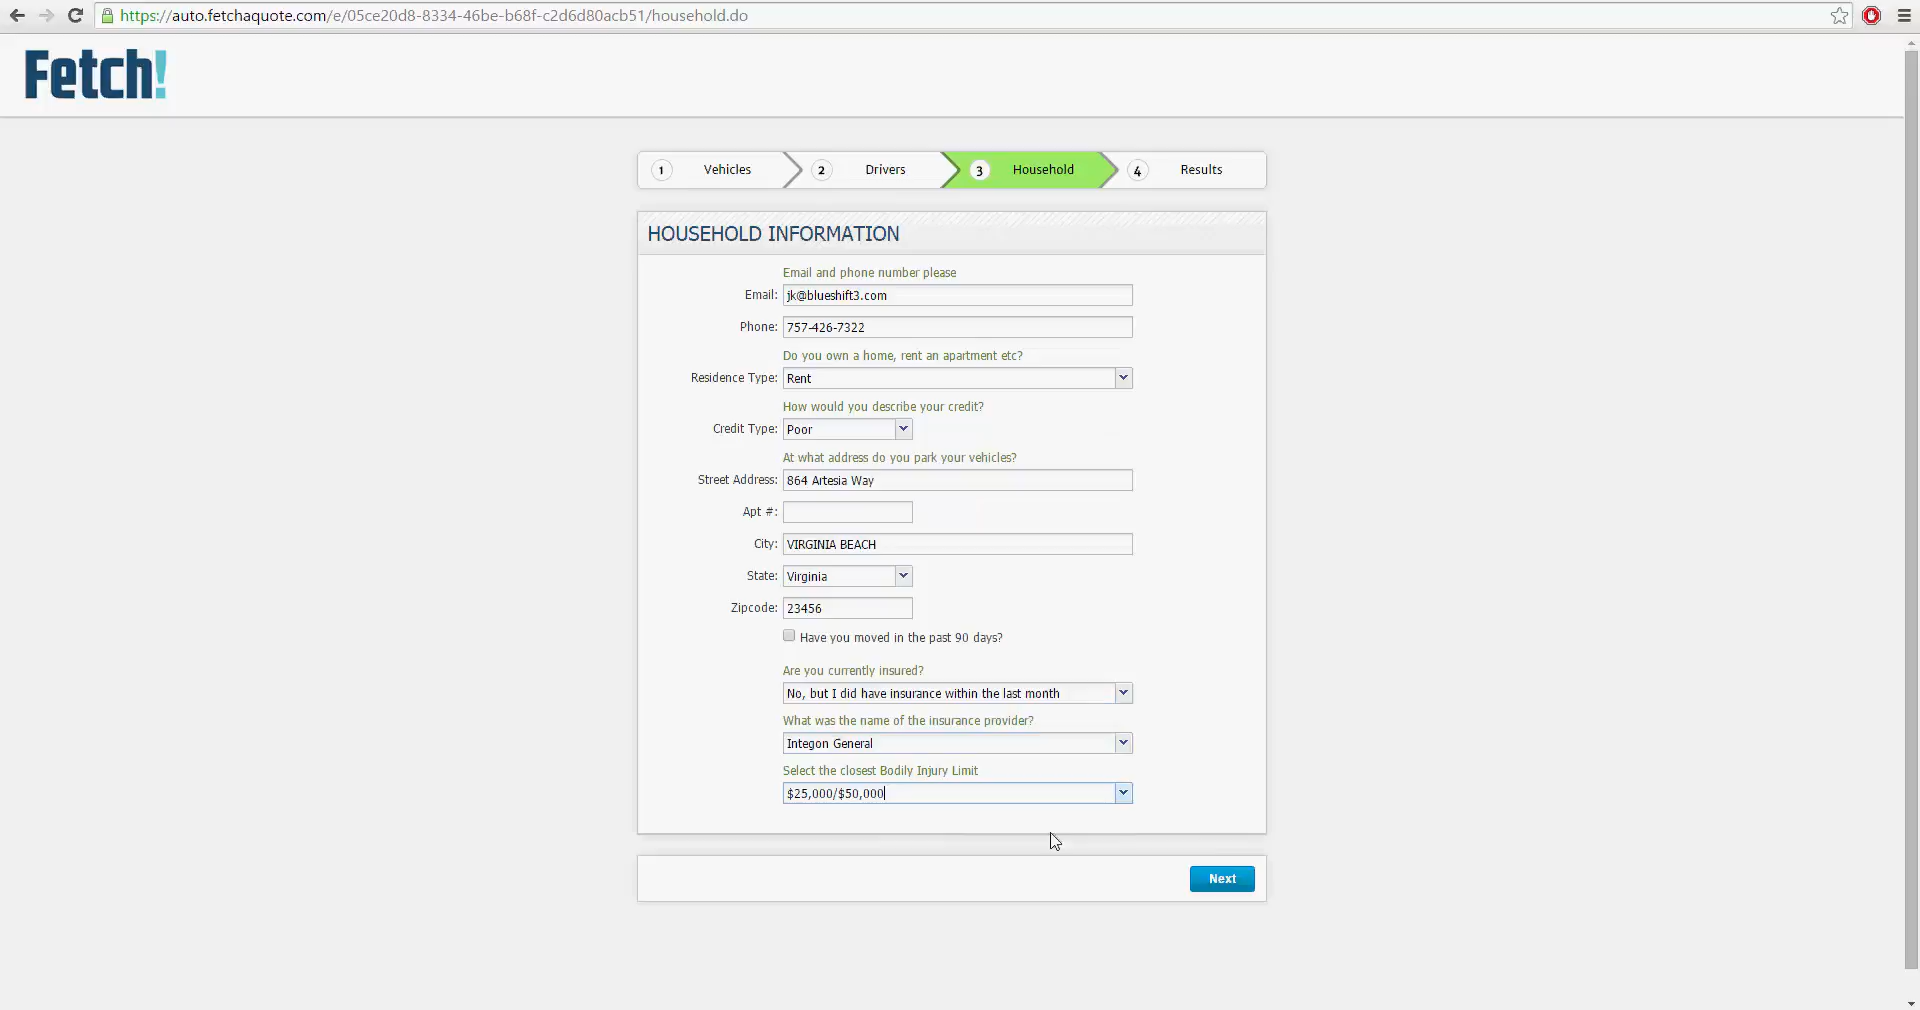 https://auto.fetchaquote.com/e/05ce20d8-8334-46be-b68f-c2d6d80acb51/household.do
Fetch!
1 Vehicles 2 Drivers 3 Household 4 Results
HOUSEHOLD INFORMATION
Email and phone number please
Email: jk@blueshift3.com
Phone: 757-426-7322
Do you own a home, rent an apartment etc?
Residence Type: Rent
How would you describe your credit?
Credit Type: Poor
At what address do you park your vehicles?
Street Address: 864 Artesia Way
Apt #:
City: VIRGINIA BEACH
State: Virginia
Zipcode: 23456
Have you moved in the past 90 days?
Are you currently insured?
No, but I did have insurance within the last month
What was the name of the insurance provider?
Integon General
Select the closest Bodily Injury Limit
$25,000/$50,000
Next